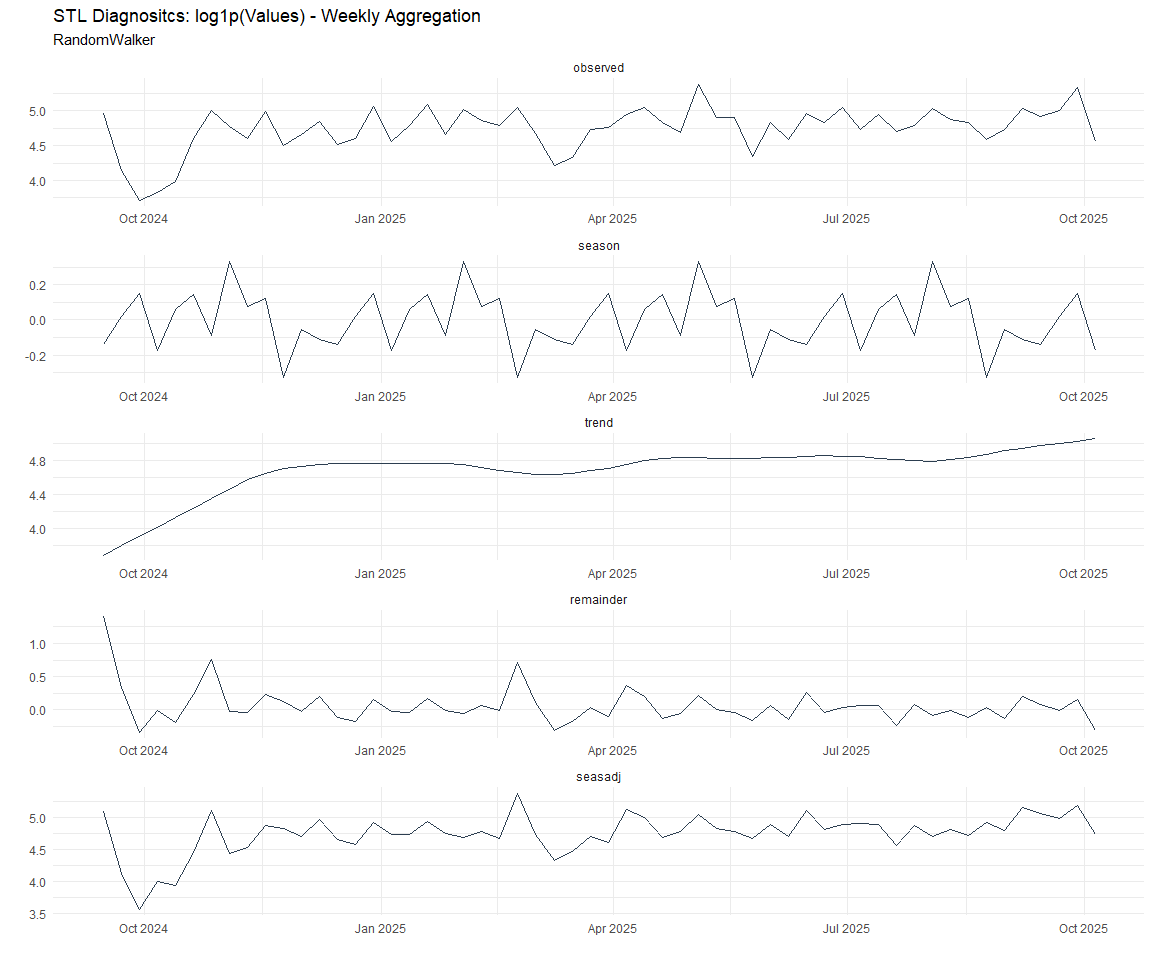 STL Diagnositcs: log1p(Values) - Weekly Aggregation
RandomWalker
observed
5.0
4.5
4.0
Oct 2024 Jan 2025 Apr 2025 Jul 2025 Oct 2025
season
0.2
0.0
-0.2
Oct 2024 Jan 2025 Apr 2025 Jul 2025 Oct 2025
trend
4.8
4.4
4.0
Oct 2024 Jan 2025 Apr 2025 Jul 2025 Oct 2025
remainder
1.0
0.5
0.0
Oct 2024 Jan 2025 Apr 2025 Jul 2025 Oct 2025
seasadj
5.0
4.5
4.0
3.5
Oct 2024 Jan 2025 Apr 2025 Jul 2025 Oct 2025